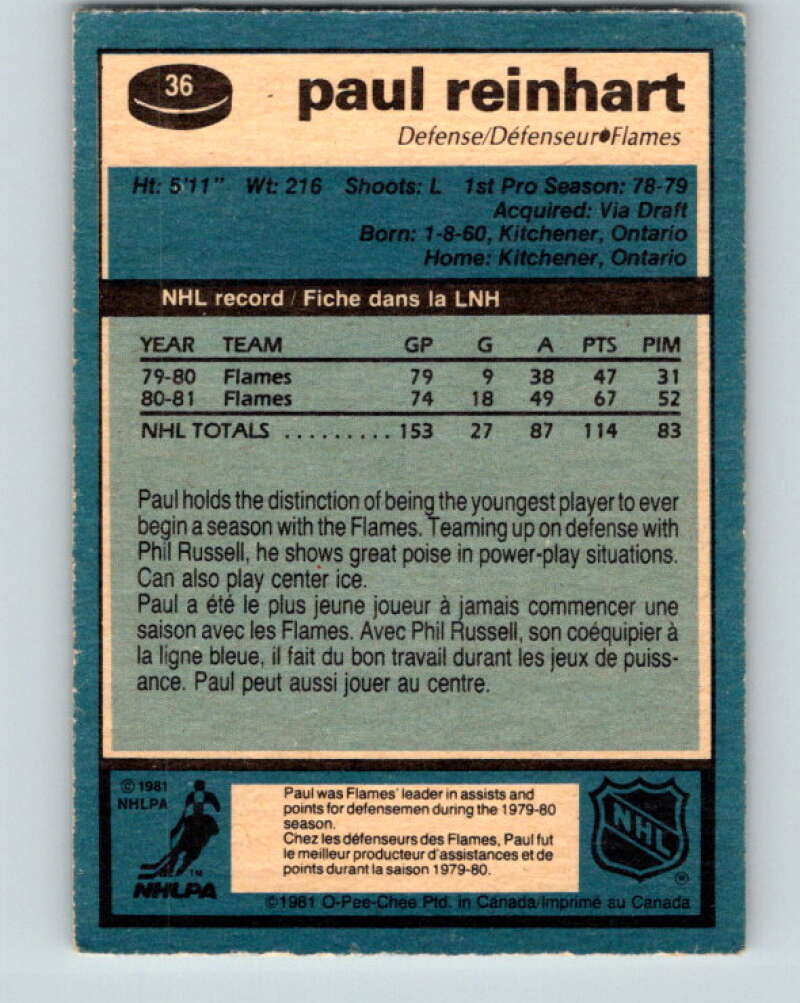 36
paul reinhart
Defense/Défenseur•Flames
Ht: 5'11" Wt: 216 Shoots: L 1st Pro Season: 78-79
Acquired: Via Draft
Born: 1-8-60, Kitchener, Ontario
Home: Kitchener, Ontario
NHL record / Fiche dans la LNH
YEAR TEAM GP G A PTS PIM
79-80 Flames 79 9 38 47 31
80-81 Flames 74 18 49 67 52
NHL TOTALS .......... 153 27 87 114 83
Paul holds the distinction of being the youngest player to ever
begin a season with the Flames. Teaming up on defense with
Phil Russell, he shows great poise in power-play situations.
Can also play center ice.
Paul a été le plus jeune joueur à jamais commencer une
saison avec les Flames. Avec Phil Russell, son coéquipier à
la ligne bleue, il fait du bon travail durant les jeux de puiss-
ance. Paul peut aussi jouer au centre.
© 1981
NHLPA
TM
NHLPA
Paul was Flames' leader in assists and
points for defensemen during the 1979-80
season.
Chez les défenseurs des Flames, Paul fut
le meilleur producteur d'assistances et de
points durant la saison 1979-80.
NHL
®
©1981 O-Pee-Chee Ptd. in Canada/Imprimé au Canada